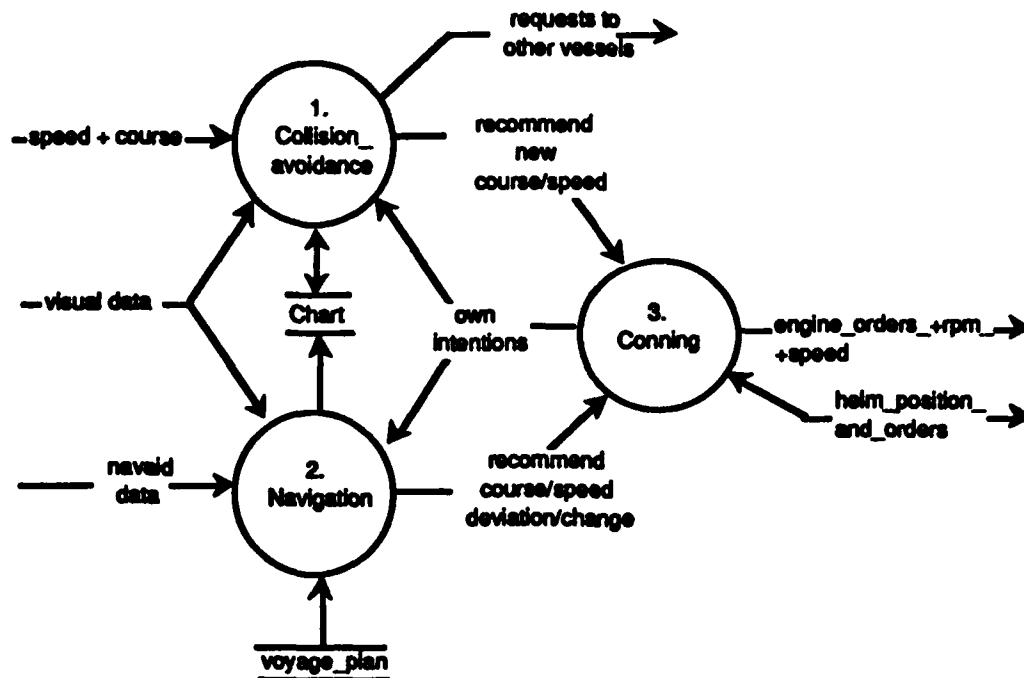 requests to
other vessels
1.
Collision_
avoidance
speed + course
recommend
new
course/speed
visual data
Chart
own
intentions
3.
Conning
engine_orders_+rpm_
+speed
helm_position_
and_orders
navaid
data
2.
Navigation
recommend
course/speed
deviation/change
voyage_plan